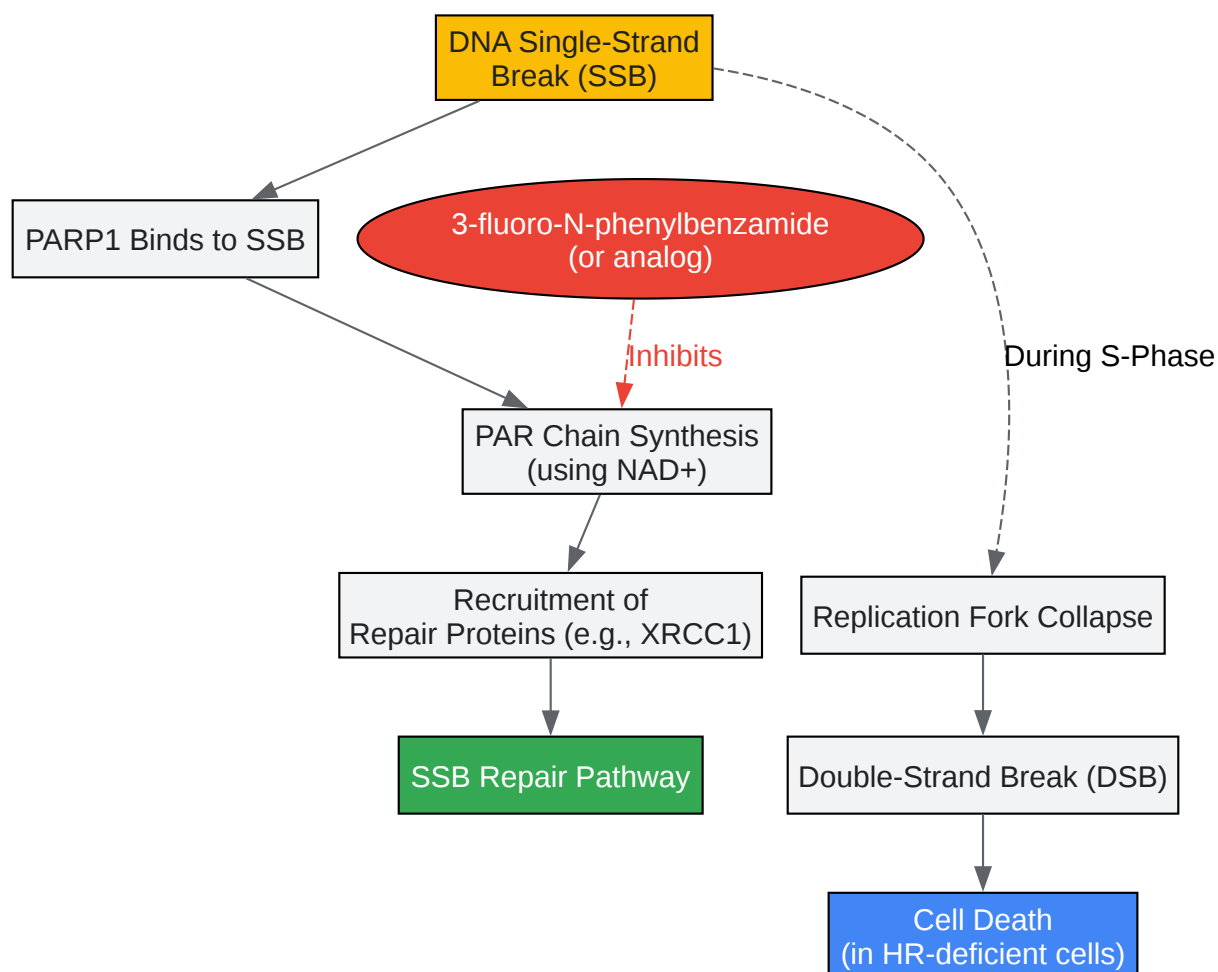 DNA Single-Strand
Break (SSB)
PARP1 Binds to SSB
3-fluoro-N-phenylbenzamide
(or analog)
Inhibits
During S-Phase
PAR Chain Synthesis
(using NAD+)
Recruitment of
Repair Proteins (e.g., XRCC1)
Replication Fork Collapse
SSB Repair Pathway
Double-Strand Break (DSB)
Cell Death
(in HR-deficient cells)